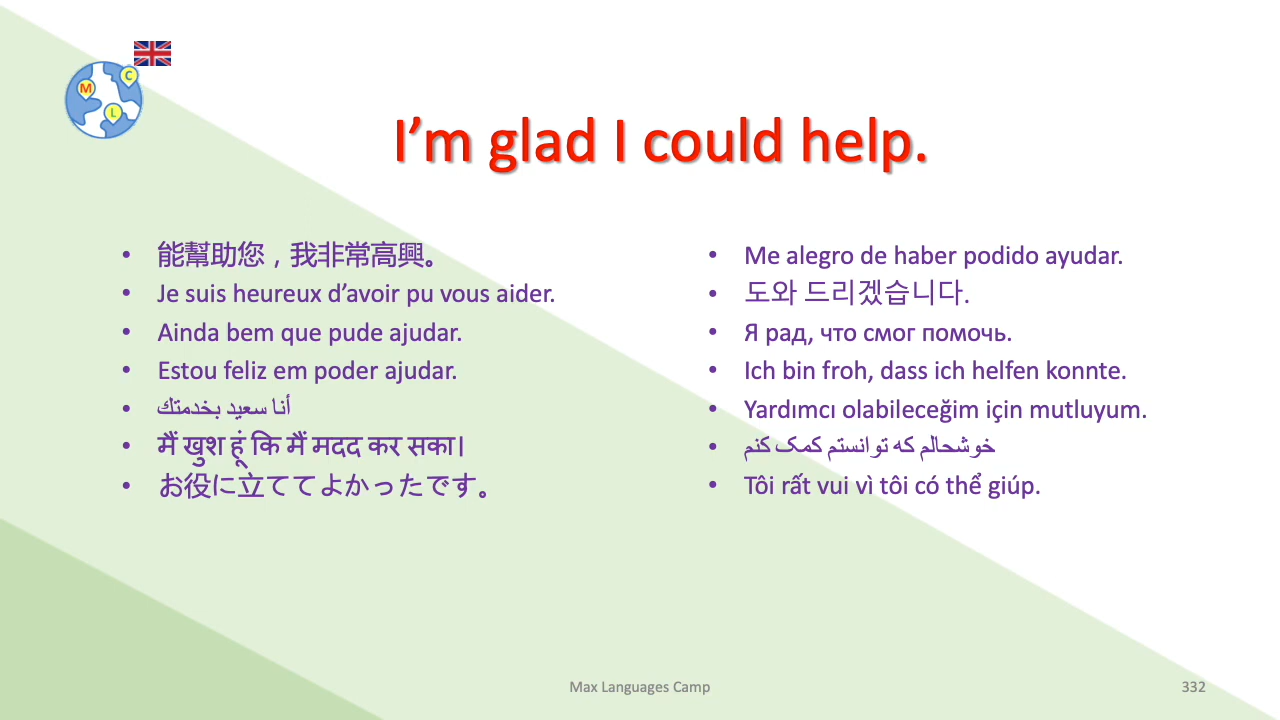 C
M
L
I’m glad I could help.
能幫助您，我非常高興。
Je suis heureux d’avoir pu vous aider.
Ainda bem que pude ajudar.
Estou feliz em poder ajudar.
أنا سعيد بخدمتك
मैं खुश हूं कि मैं मदद कर सका।
お役に立ててよかったです。
Me alegro de haber podido ayudar.
도와 드리겠습니다.
Я рад, что смог помочь.
Ich bin froh, dass ich helfen konnte.
Yardımcı olabileceğim için mutluyum.
خوشحالم که توانستم کمک کنم
Tôi rất vui vì tôi có thể giúp.
Max Languages Camp
332